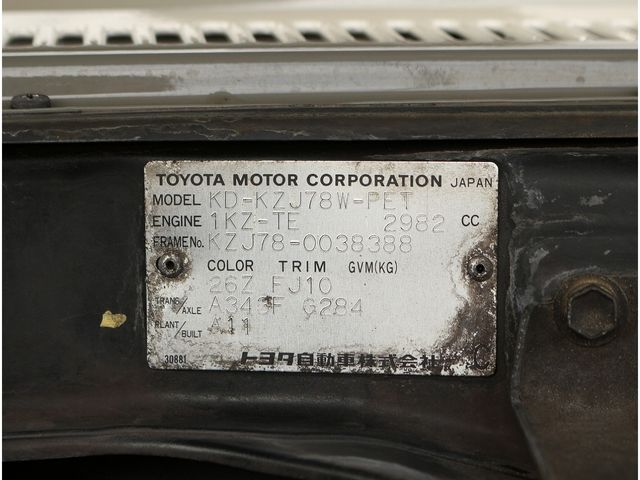 TOYOTA MOTOR CORPORATION JAPAN
MODEL KD-KZJ78W-PET
ENGINE 1KZ-TE 2982 CC
FRAME No. KZJ78-0038388
COLOR TRIM GVM(KG)
26Z FJ10
TRANS/AXLE A343F G284
PLANT/BUILT A11
30881 トヨタ自動車株式会社 C